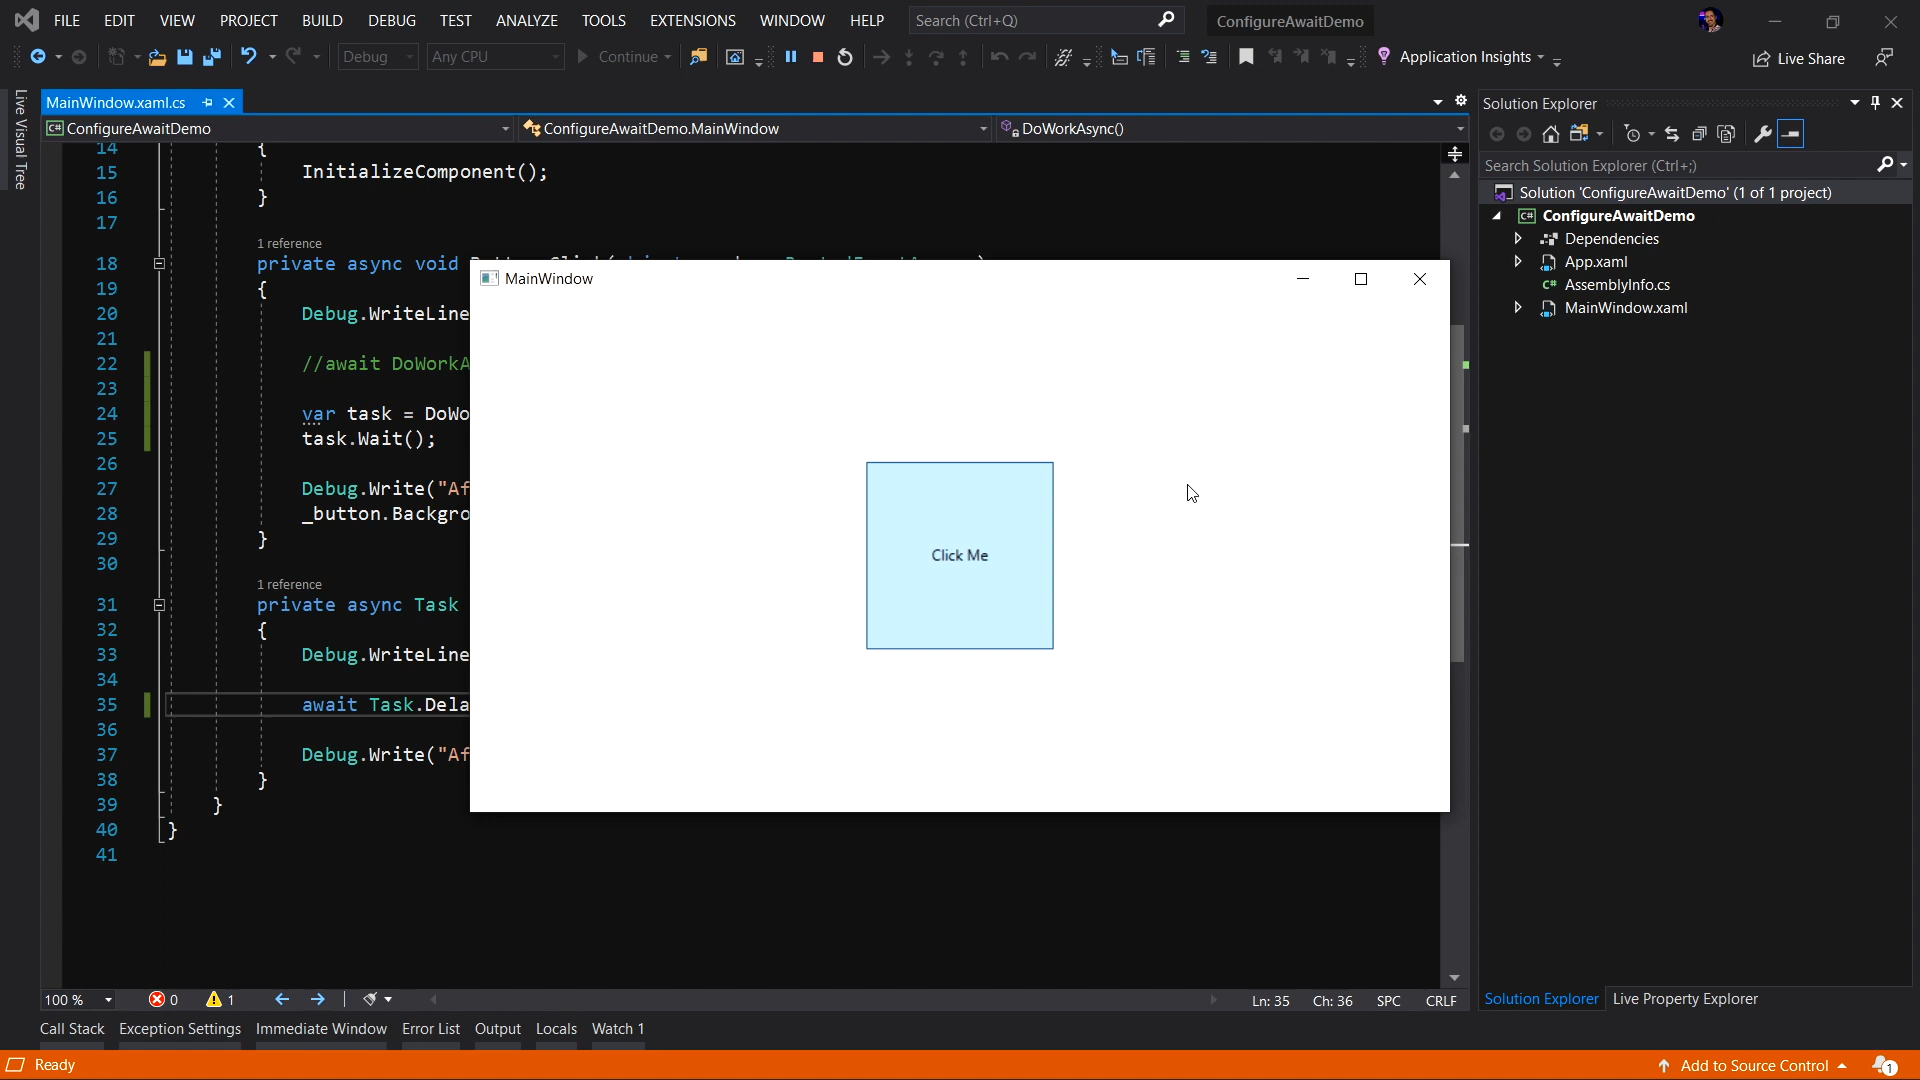 FILE EDIT VIEW PROJECT BUILD DEBUG TEST ANALYZE TOOLS EXTENSIONS WINDOW HELP Search (Ctrl+Q) ConfigureAwaitDemo
Debug Any CPU Continue Application Insights Live Share
Live Visual Tree
MainWindow.xaml.cs
ConfigureAwaitDemo ConfigureAwaitDemo.MainWindow DoWorkAsync()
14 {
15 InitializeComponent();
16 }
17
1 reference
18 private async void
19 {
20 Debug.WriteLine
21
22 //await DoWorkA
23
24 var task = DoWo
25 task.Wait();
26
27 Debug.Write("Af
28 _button.Backgro
29 }
30
1 reference
31 private async Task
32 {
33 Debug.WriteLine
34
35 await Task.Dela
36
37 Debug.Write("Af
38 }
39 }
40 }
41
MainWindow
Click Me
Solution Explorer
Search Solution Explorer (Ctrl+;)
Solution 'ConfigureAwaitDemo' (1 of 1 project)
ConfigureAwaitDemo
Dependencies
App.xaml
AssemblyInfo.cs
MainWindow.xaml
100 % 0 1 Ln: 35 Ch: 36 SPC CRLF
Solution Explorer Live Property Explorer
Call Stack Exception Settings Immediate Window Error List Output Locals Watch 1
Ready Add to Source Control 1